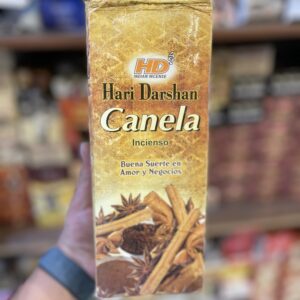 HD
INDIAN INCENSE
Hari Darshan
Canela
Incienso
Buena Suerte en
Amor y Negocios